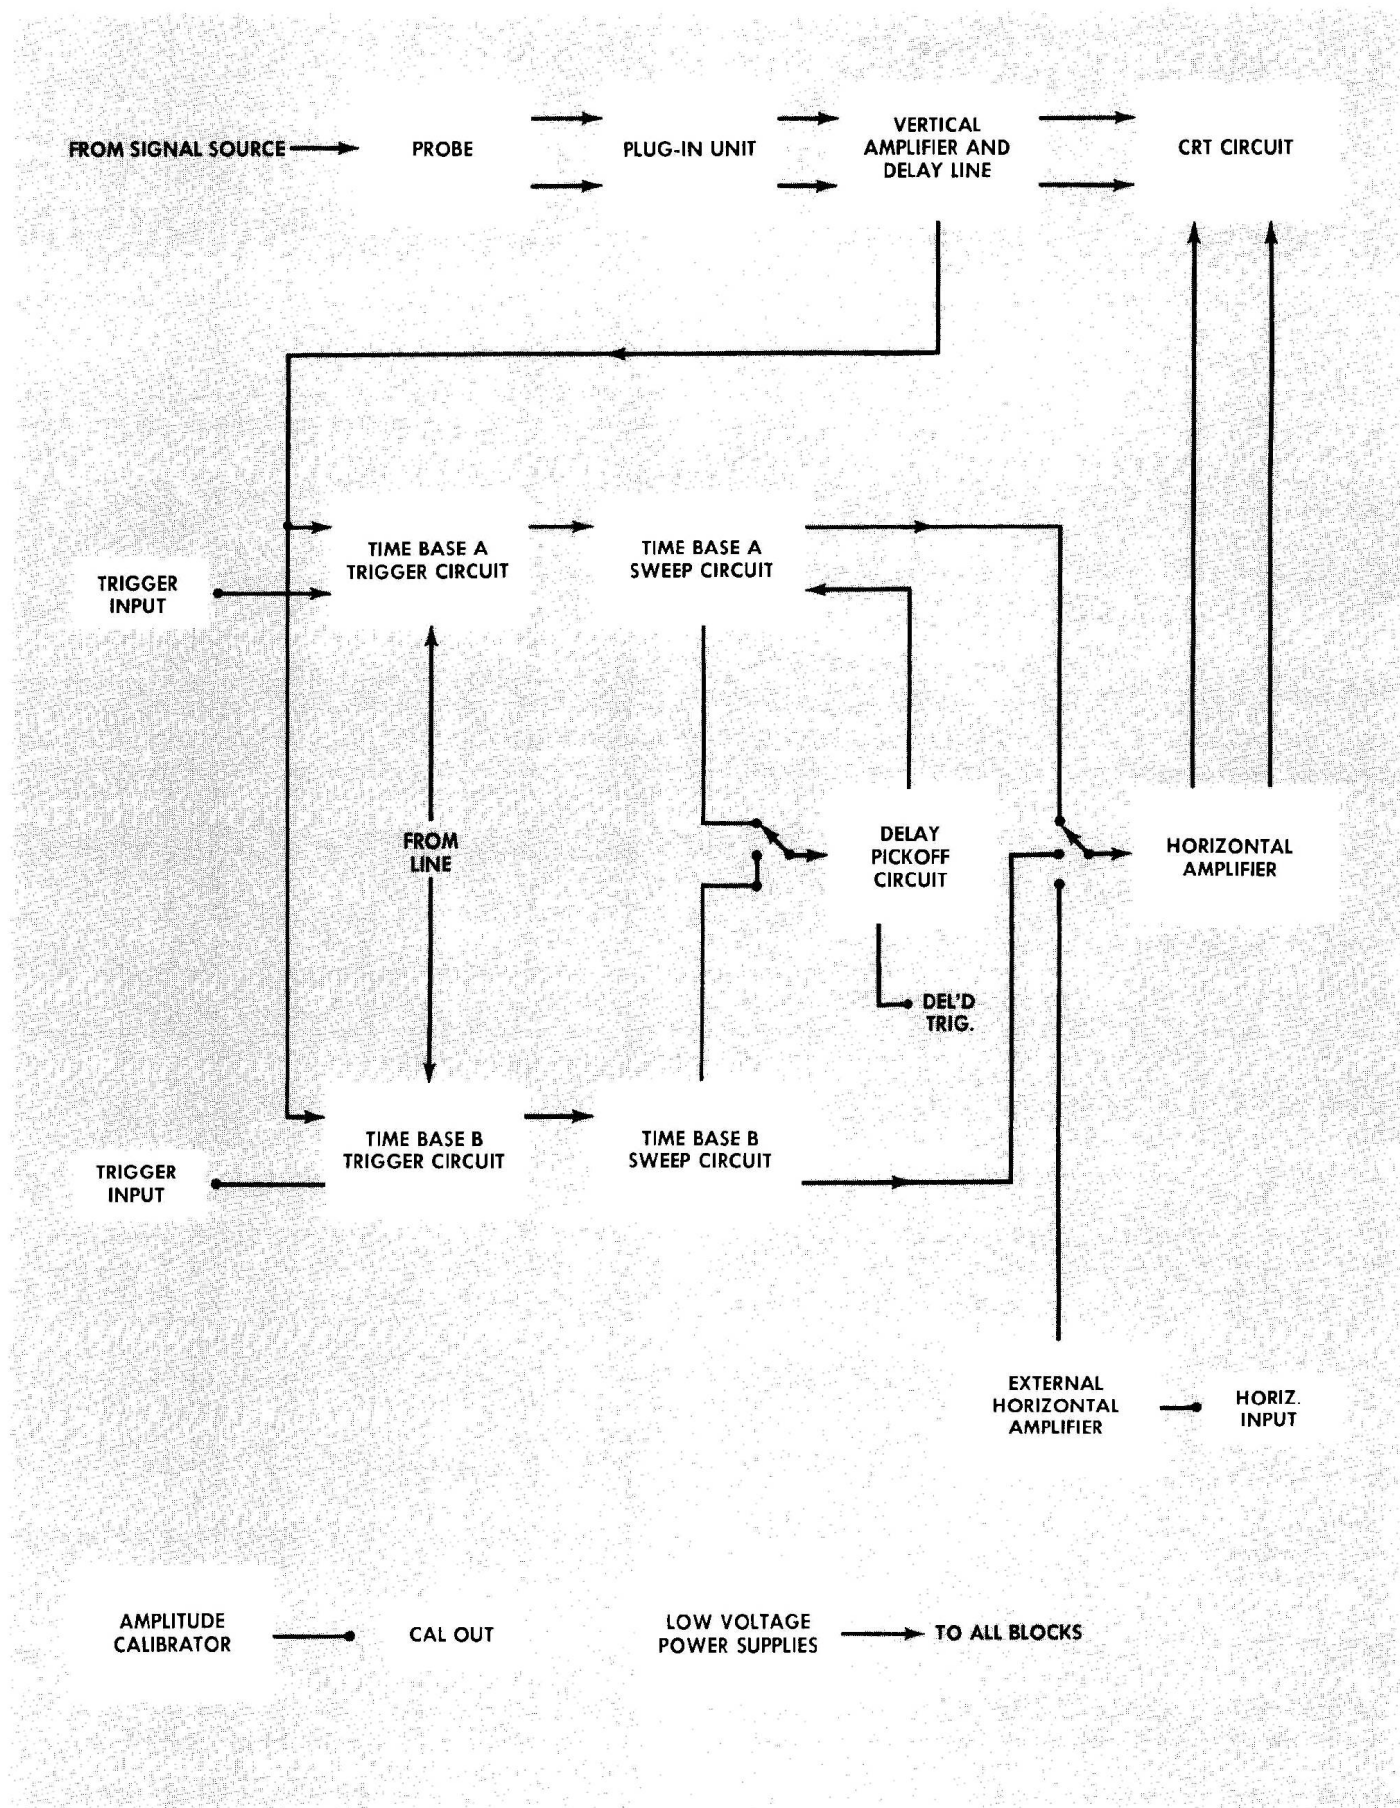 FROM SIGNAL SOURCE
PROBE
PLUG-IN UNIT
VERTICAL
AMPLIFIER AND
DELAY LINE
CRT CIRCUIT
TIME BASE A
TRIGGER CIRCUIT
TIME BASE A
SWEEP CIRCUIT
TRIGGER
INPUT
FROM
LINE
DELAY
PICKOFF
CIRCUIT
HORIZONTAL
AMPLIFIER
DEL'D
TRIG.
TIME BASE B
TRIGGER CIRCUIT
TIME BASE B
SWEEP CIRCUIT
TRIGGER
INPUT
EXTERNAL
HORIZONTAL
AMPLIFIER
HORIZ.
INPUT
AMPLITUDE
CALIBRATOR
CAL OUT
LOW VOLTAGE
POWER SUPPLIES
TO ALL BLOCKS